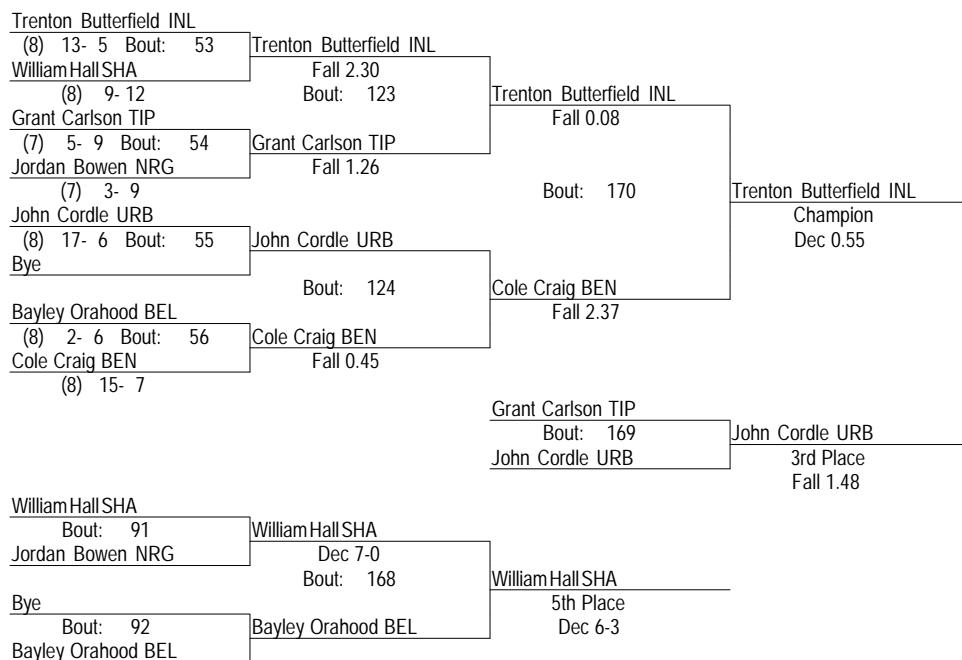 Trenton Butterfield INL
(8) 13- 5 Bout: 53
Trenton Butterfield INL
William Hall SHA
Fall 2.30
(8) 9- 12
Bout: 123
Trenton Butterfield INL
Grant Carlson TIP
Fall 0.08
(7) 5- 9 Bout: 54
Grant Carlson TIP
Jordan Bowen NRG
Fall 1.26
(7) 3- 9
Bout: 170
Trenton Butterfield INL
John Cordle URB
Champion
(8) 17- 6 Bout: 55
John Cordle URB
Dec 0.55
Bye
Bout: 124
Cole Craig BEN
Bayley Orahood BEL
Fall 2.37
(8) 2- 6 Bout: 56
Cole Craig BEN
Cole Craig BEN
Fall 0.45
(8) 15- 7
Grant Carlson TIP
Bout: 169
John Cordle URB
John Cordle URB
3rd Place
Fall 1.48
William Hall SHA
Bout: 91
William Hall SHA
Jordan Bowen NRG
Dec 7-0
Bout: 168
William Hall SHA
Bye
5th Place
Bout: 92
Bayley Orahood BEL
Dec 6-3
Bayley Orahood BEL